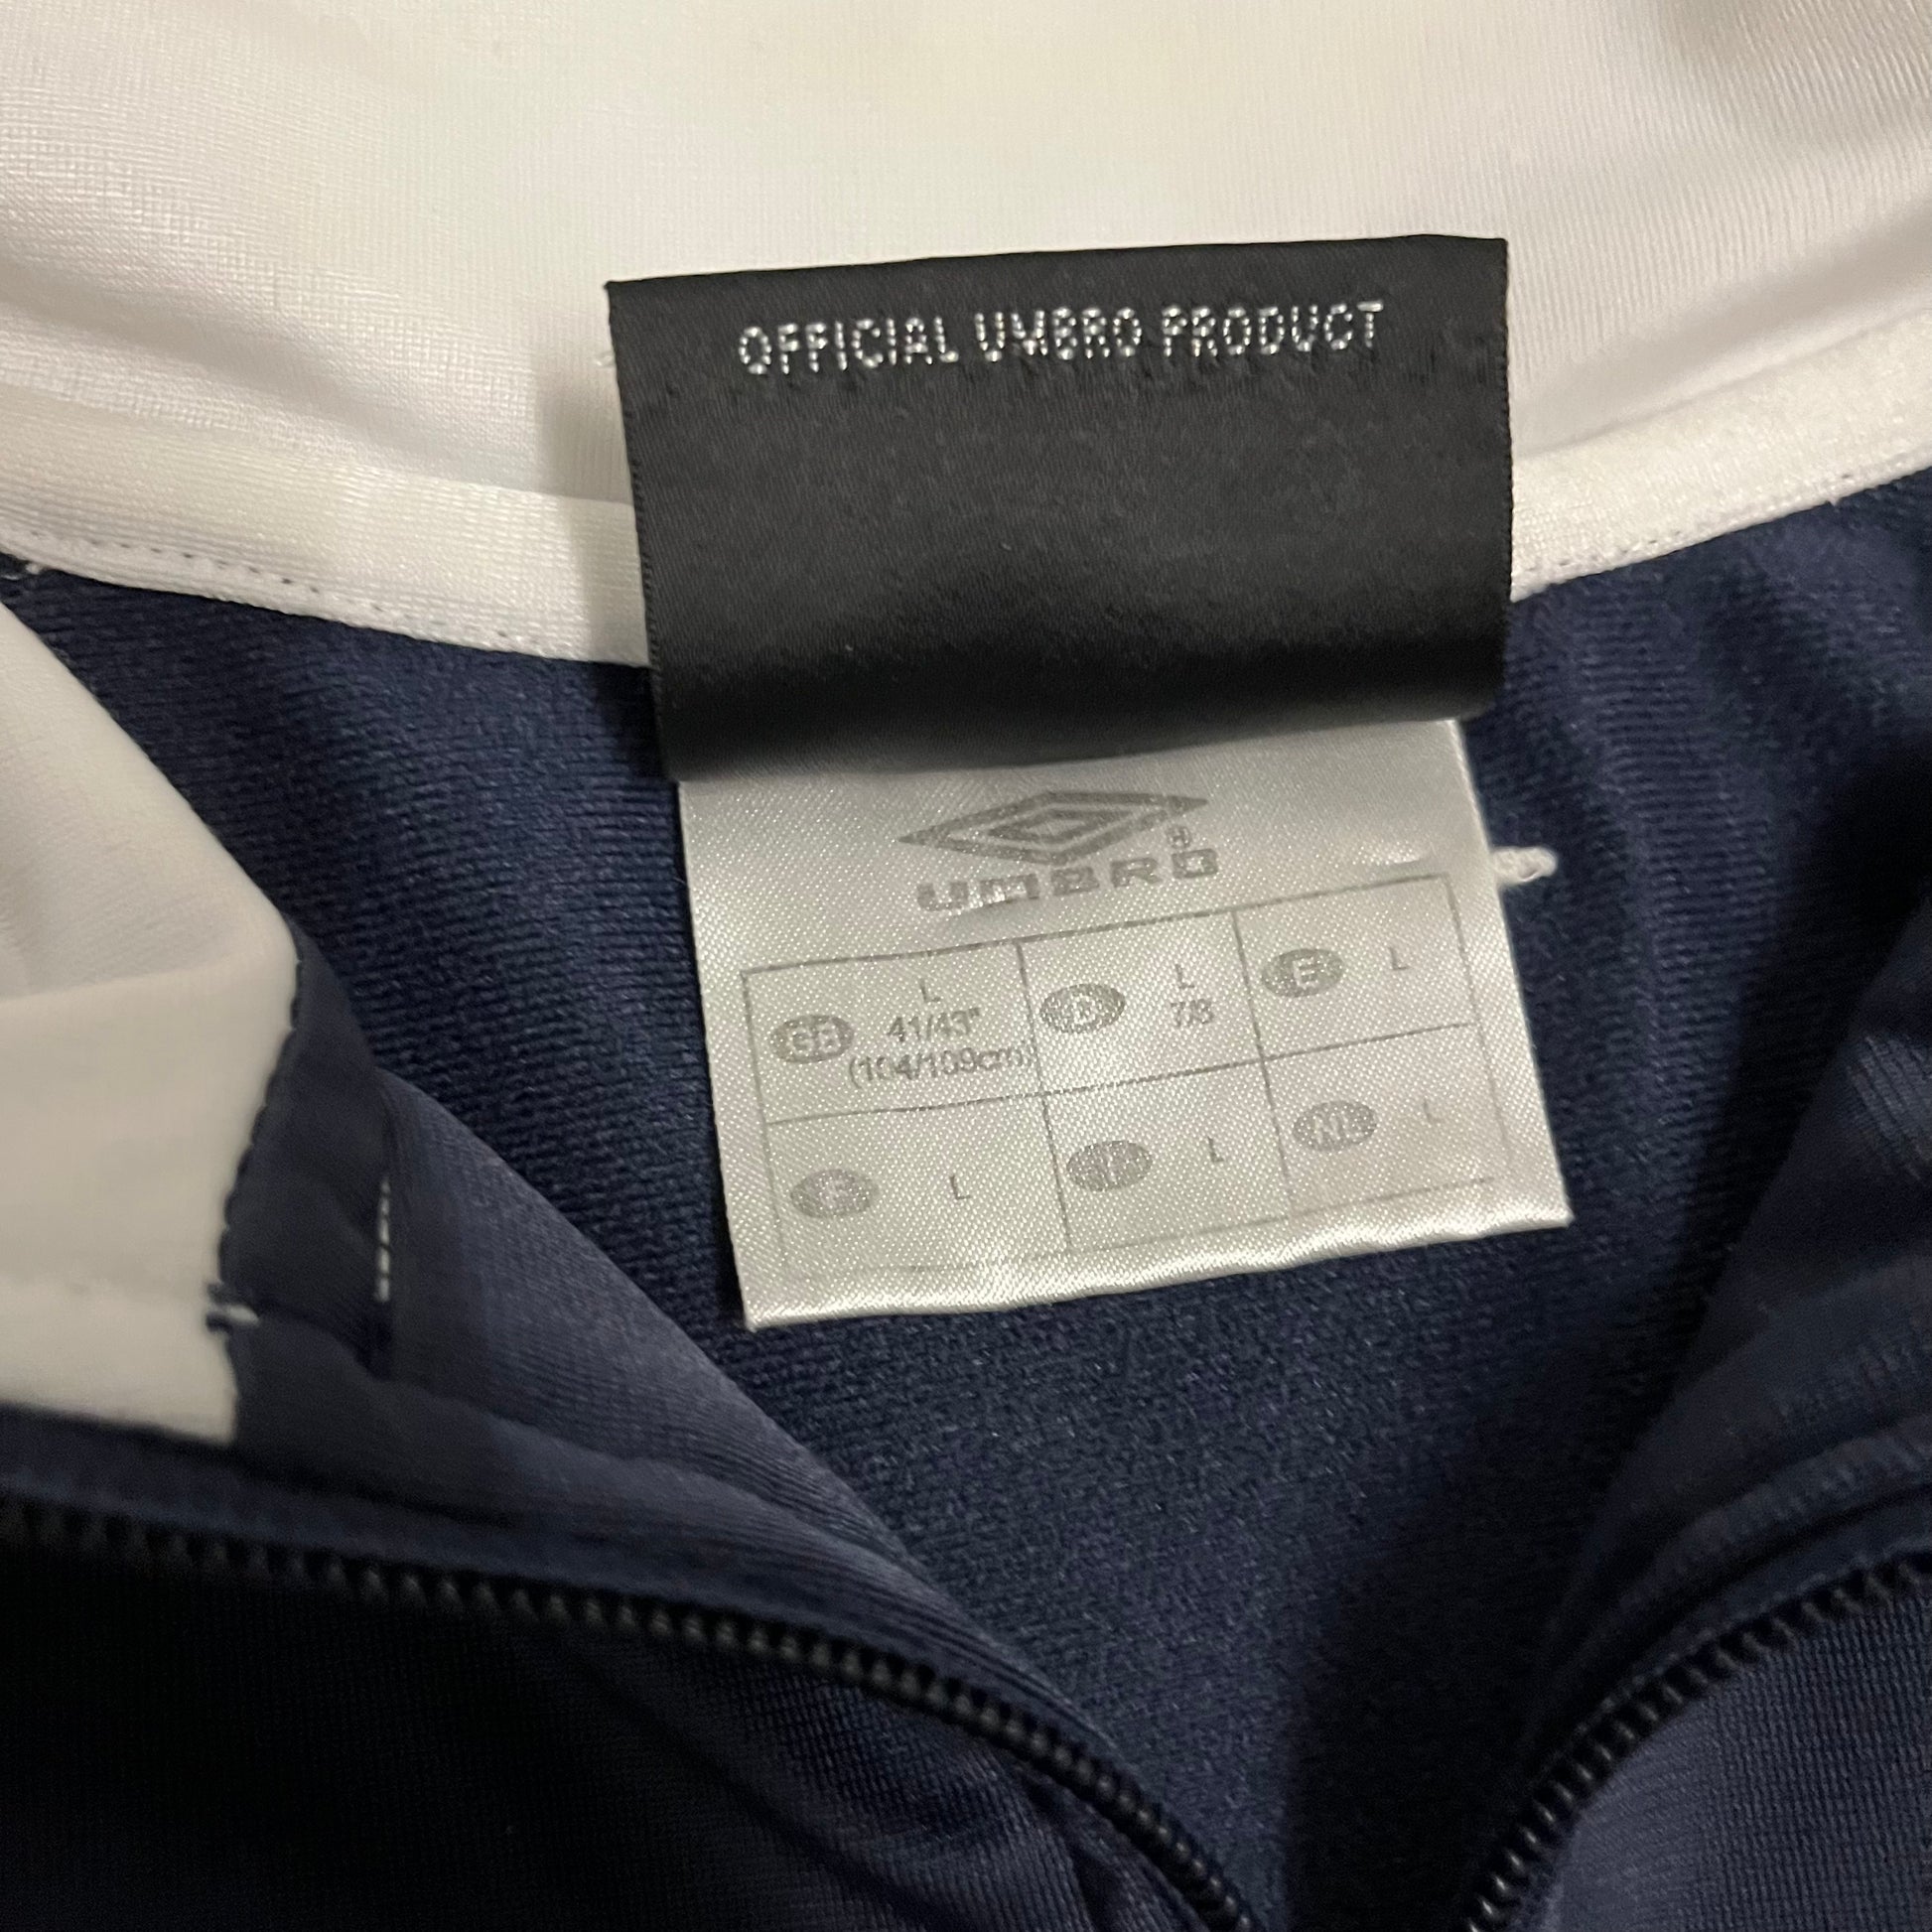 OFFICIAL UMBRO PRODUCT
®
UMBRO
GB L 41/43" (104/109cm)
D L 7/8
E L
F L
L
NL L